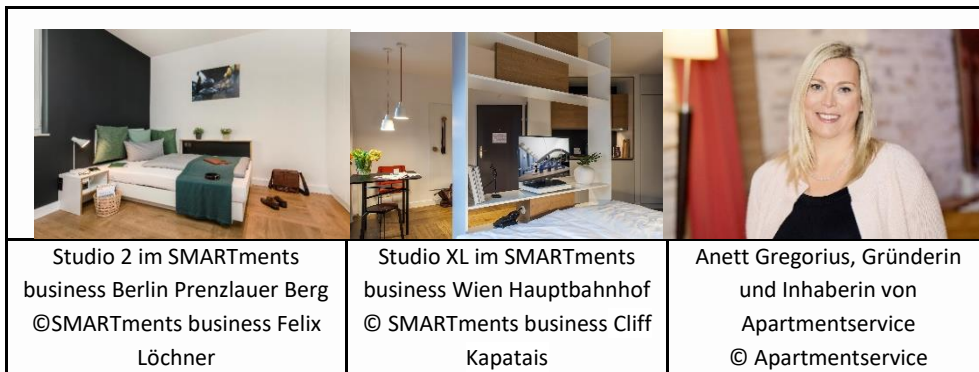 Studio 2 im SMARTments
business Berlin Prenzlauer Berg
©SMARTments business Felix
Löchner
Studio XL im SMARTments
business Wien Hauptbahnhof
© SMARTments business Cliff
Kapatais
Anett Gregorius, Gründerin
und Inhaberin von
Apartmentservice
© Apartmentservice